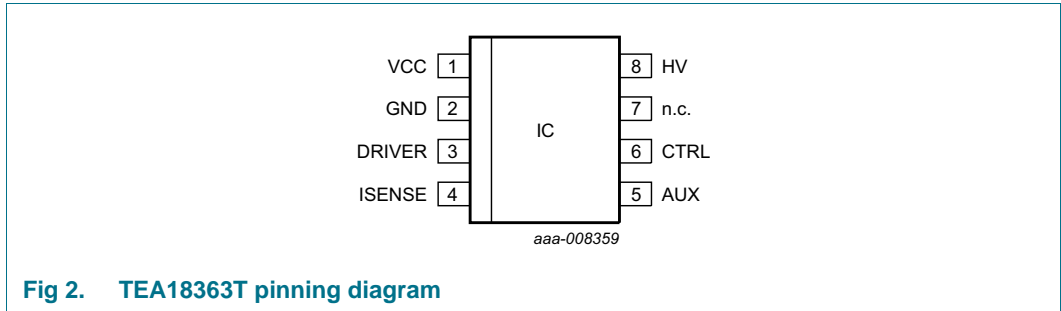 VCC 1 8 HV
GND 2 7 n.c.
IC
DRIVER 3 6 CTRL
ISENSE 4 5 AUX
aaa-008359
Fig 2. TEA18363T pinning diagram